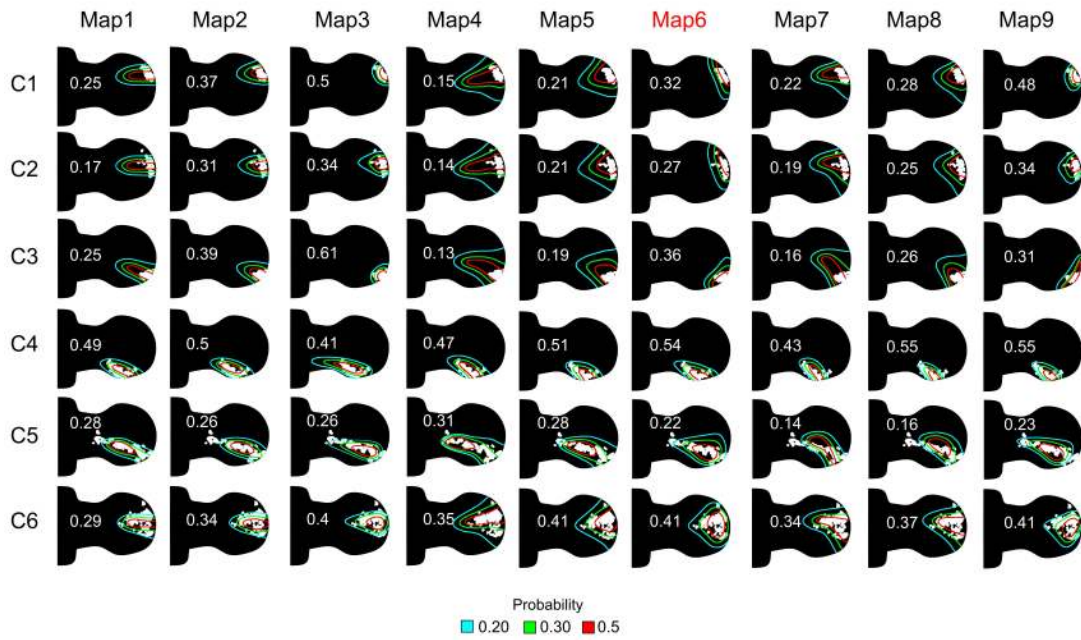 Map1 Map2 Map3 Map4 Map5 Map6 Map7 Map8 Map9
C1 0.25 0.37 0.5 0.15 0.21 0.32 0.22 0.28 0.48
C2 0.17 0.31 0.34 0.14 0.21 0.27 0.19 0.25 0.34
C3 0.25 0.39 0.61 0.13 0.19 0.36 0.16 0.26 0.31
C4 0.49 0.5 0.41 0.47 0.51 0.54 0.43 0.55 0.55
C5 0.28 0.26 0.26 0.31 0.28 0.22 0.14 0.16 0.23
C6 0.29 0.34 0.4 0.35 0.41 0.41 0.34 0.37 0.41
Probability
0.20 0.30 0.5